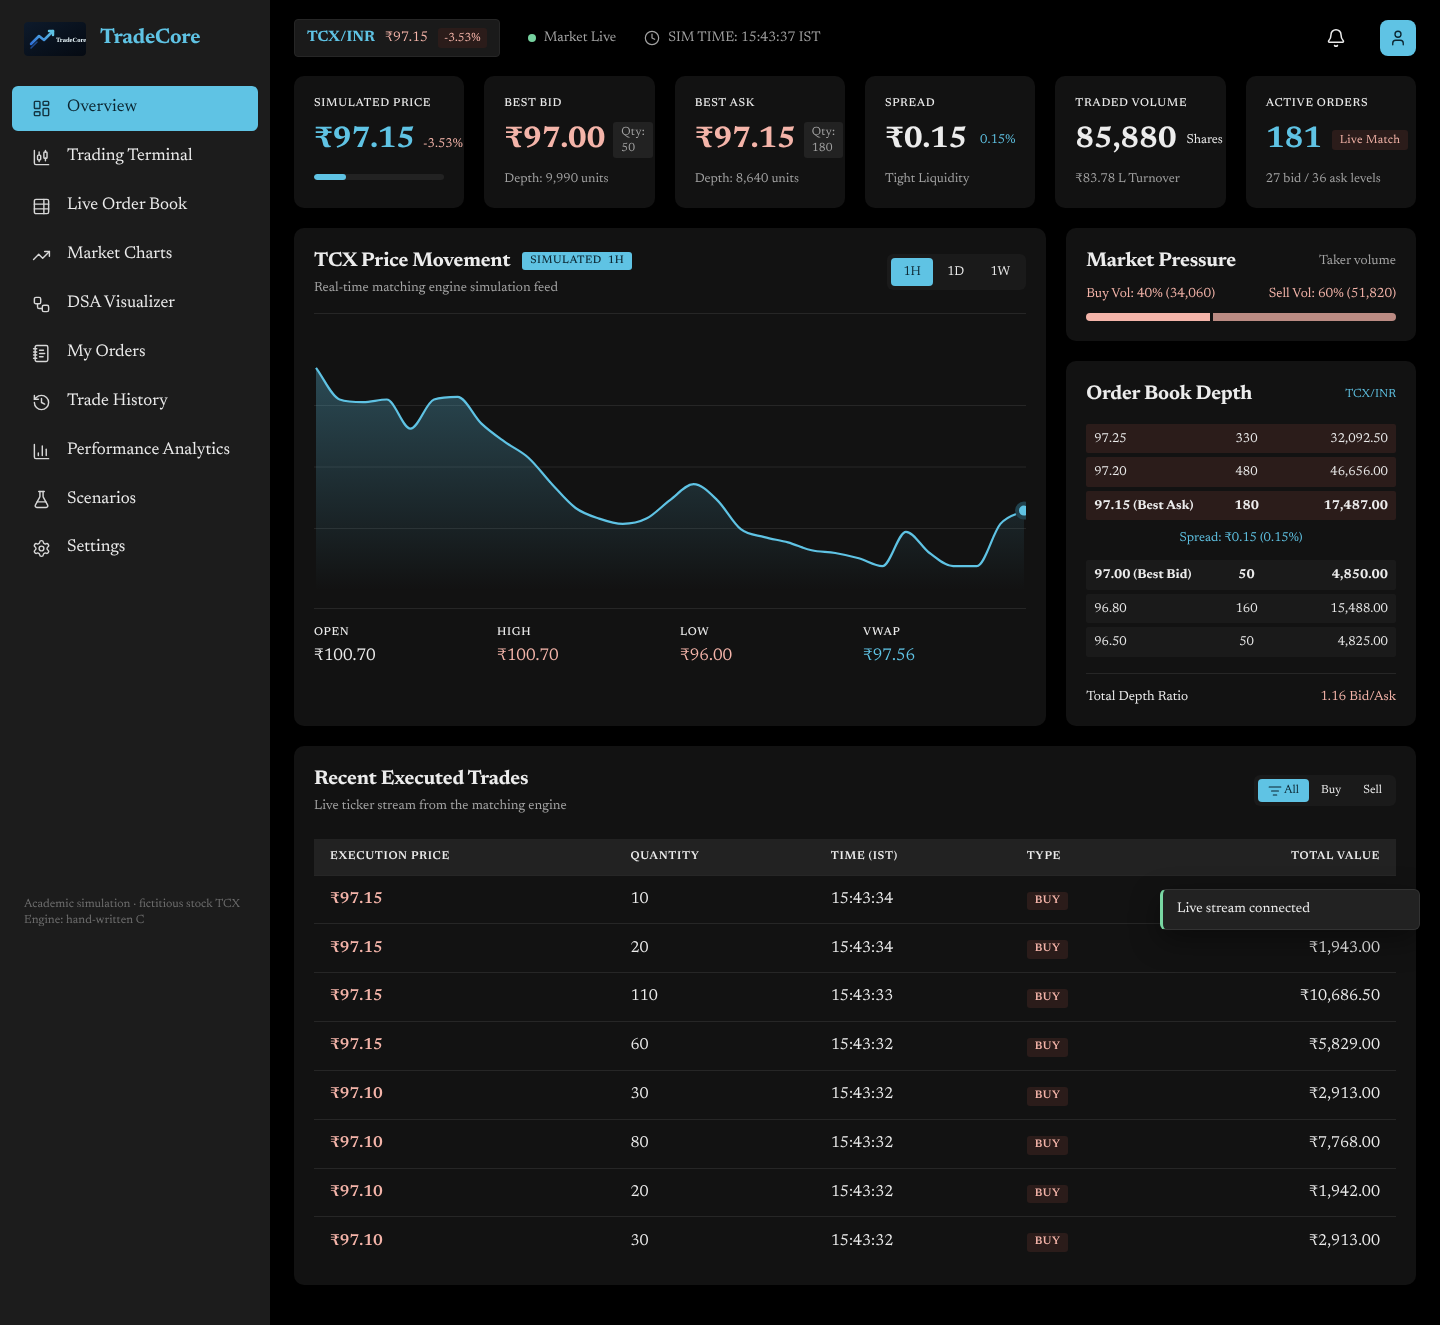 TradeCore
TradeCore
Overview
Trading Terminal
Live Order Book
Market Charts
DSA Visualizer
My Orders
Trade History
Performance Analytics
Scenarios
Settings
Academic simulation · fictitious stock TCX
Engine: hand-written C
TCX/INR ₹97.15 -3.53%
Market Live
SIM TIME: 15:43:37 IST
SIMULATED PRICE
₹97.15 -3.53%
BEST BID
₹97.00 Qty: 50
Depth: 9,990 units
BEST ASK
₹97.15 Qty: 180
Depth: 8,640 units
SPREAD
₹0.15 0.15%
Tight Liquidity
TRADED VOLUME
85,880 Shares
₹83.78 L Turnover
ACTIVE ORDERS
181 Live Match
27 bid / 36 ask levels
TCX Price Movement SIMULATED 1H
Real-time matching engine simulation feed
1H 1D 1W
OPEN HIGH LOW VWAP
₹100.70 ₹100.70 ₹96.00 ₹97.56
Market Pressure Taker volume
Buy Vol: 40% (34,060) Sell Vol: 60% (51,820)
Order Book Depth TCX/INR
97.25 330 32,092.50
97.20 480 46,656.00
97.15 (Best Ask) 180 17,487.00
Spread: ₹0.15 (0.15%)
97.00 (Best Bid) 50 4,850.00
96.80 160 15,488.00
96.50 50 4,825.00
Total Depth Ratio 1.16 Bid/Ask
Recent Executed Trades
Live ticker stream from the matching engine
All Buy Sell
EXECUTION PRICE QUANTITY TIME (IST) TYPE TOTAL VALUE
₹97.15 10 15:43:34 BUY
Live stream connected
₹97.15 20 15:43:34 BUY ₹1,943.00
₹97.15 110 15:43:33 BUY ₹10,686.50
₹97.15 60 15:43:32 BUY ₹5,829.00
₹97.10 30 15:43:32 BUY ₹2,913.00
₹97.10 80 15:43:32 BUY ₹7,768.00
₹97.10 20 15:43:32 BUY ₹1,942.00
₹97.10 30 15:43:32 BUY ₹2,913.00